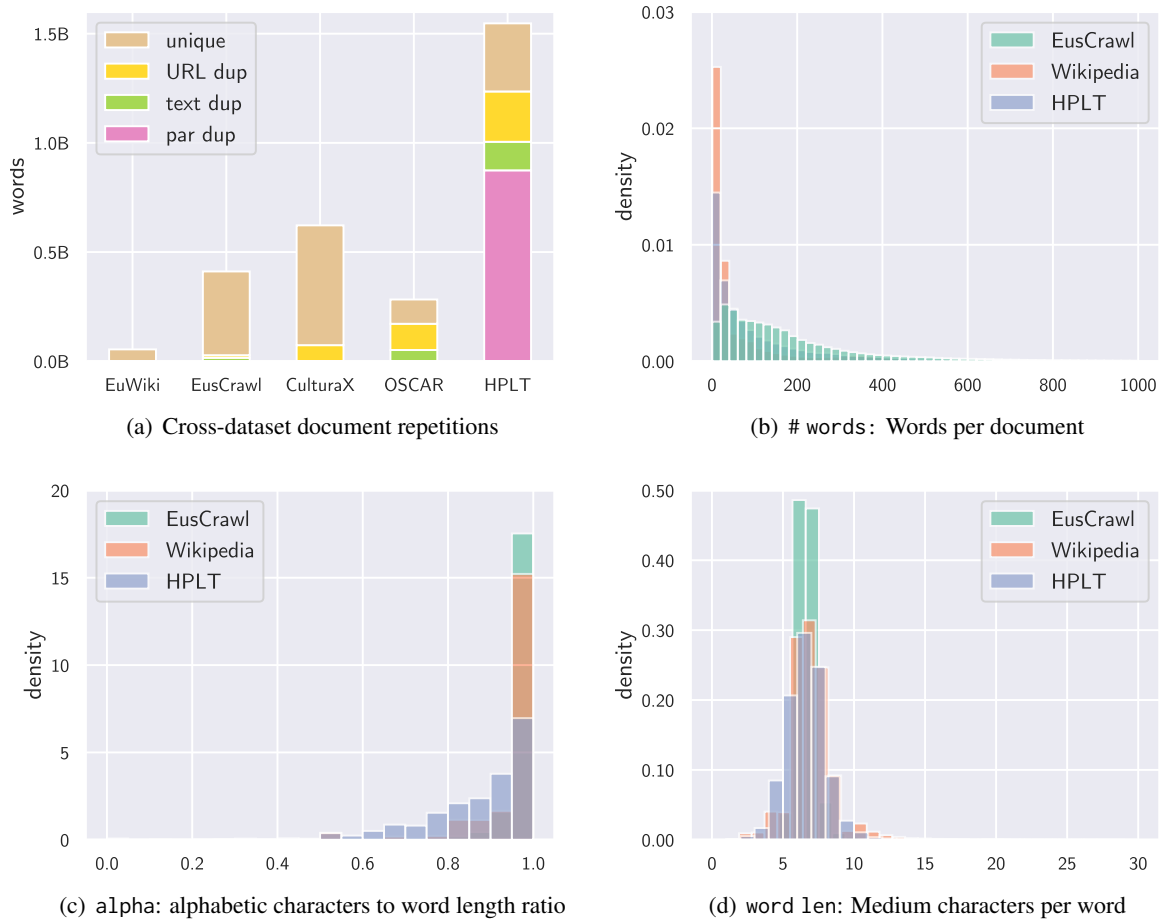 unique
URL dup
text dup
par dup
words
1.5B
1.0B
0.5B
0.0B
EuWiki EusCrawl CulturaX OSCAR HPLT
(a) Cross-dataset document repetitions
EusCrawl
Wikipedia
HPLT
density
0.03
0.02
0.01
0.00
0 200 400 600 800 1000
(b) # words: Words per document
EusCrawl
Wikipedia
HPLT
density
20
15
10
5
0
0.0 0.2 0.4 0.6 0.8 1.0
(c) alpha: alphabetic characters to word length ratio
EusCrawl
Wikipedia
HPLT
density
0.50
0.40
0.30
0.20
0.10
0.00
0 5 10 15 20 25 30
(d) word len: Medium characters per word